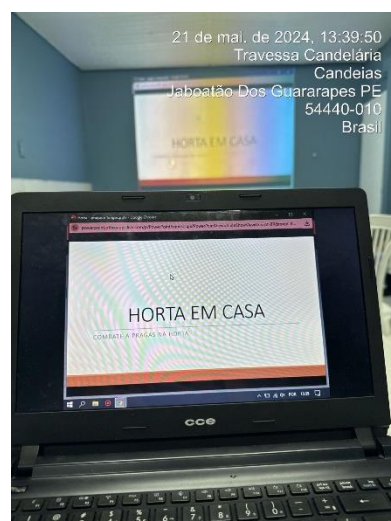 21 de mai. de 2024, 13:39:50
Travessa Candelária
Candeias
Jaboatão Dos Guararapes PE
54440-010
Brasil
HORTA EM CASA
HORTA EM CASA
COMBATE A PRAGAS NA HORTA
cce